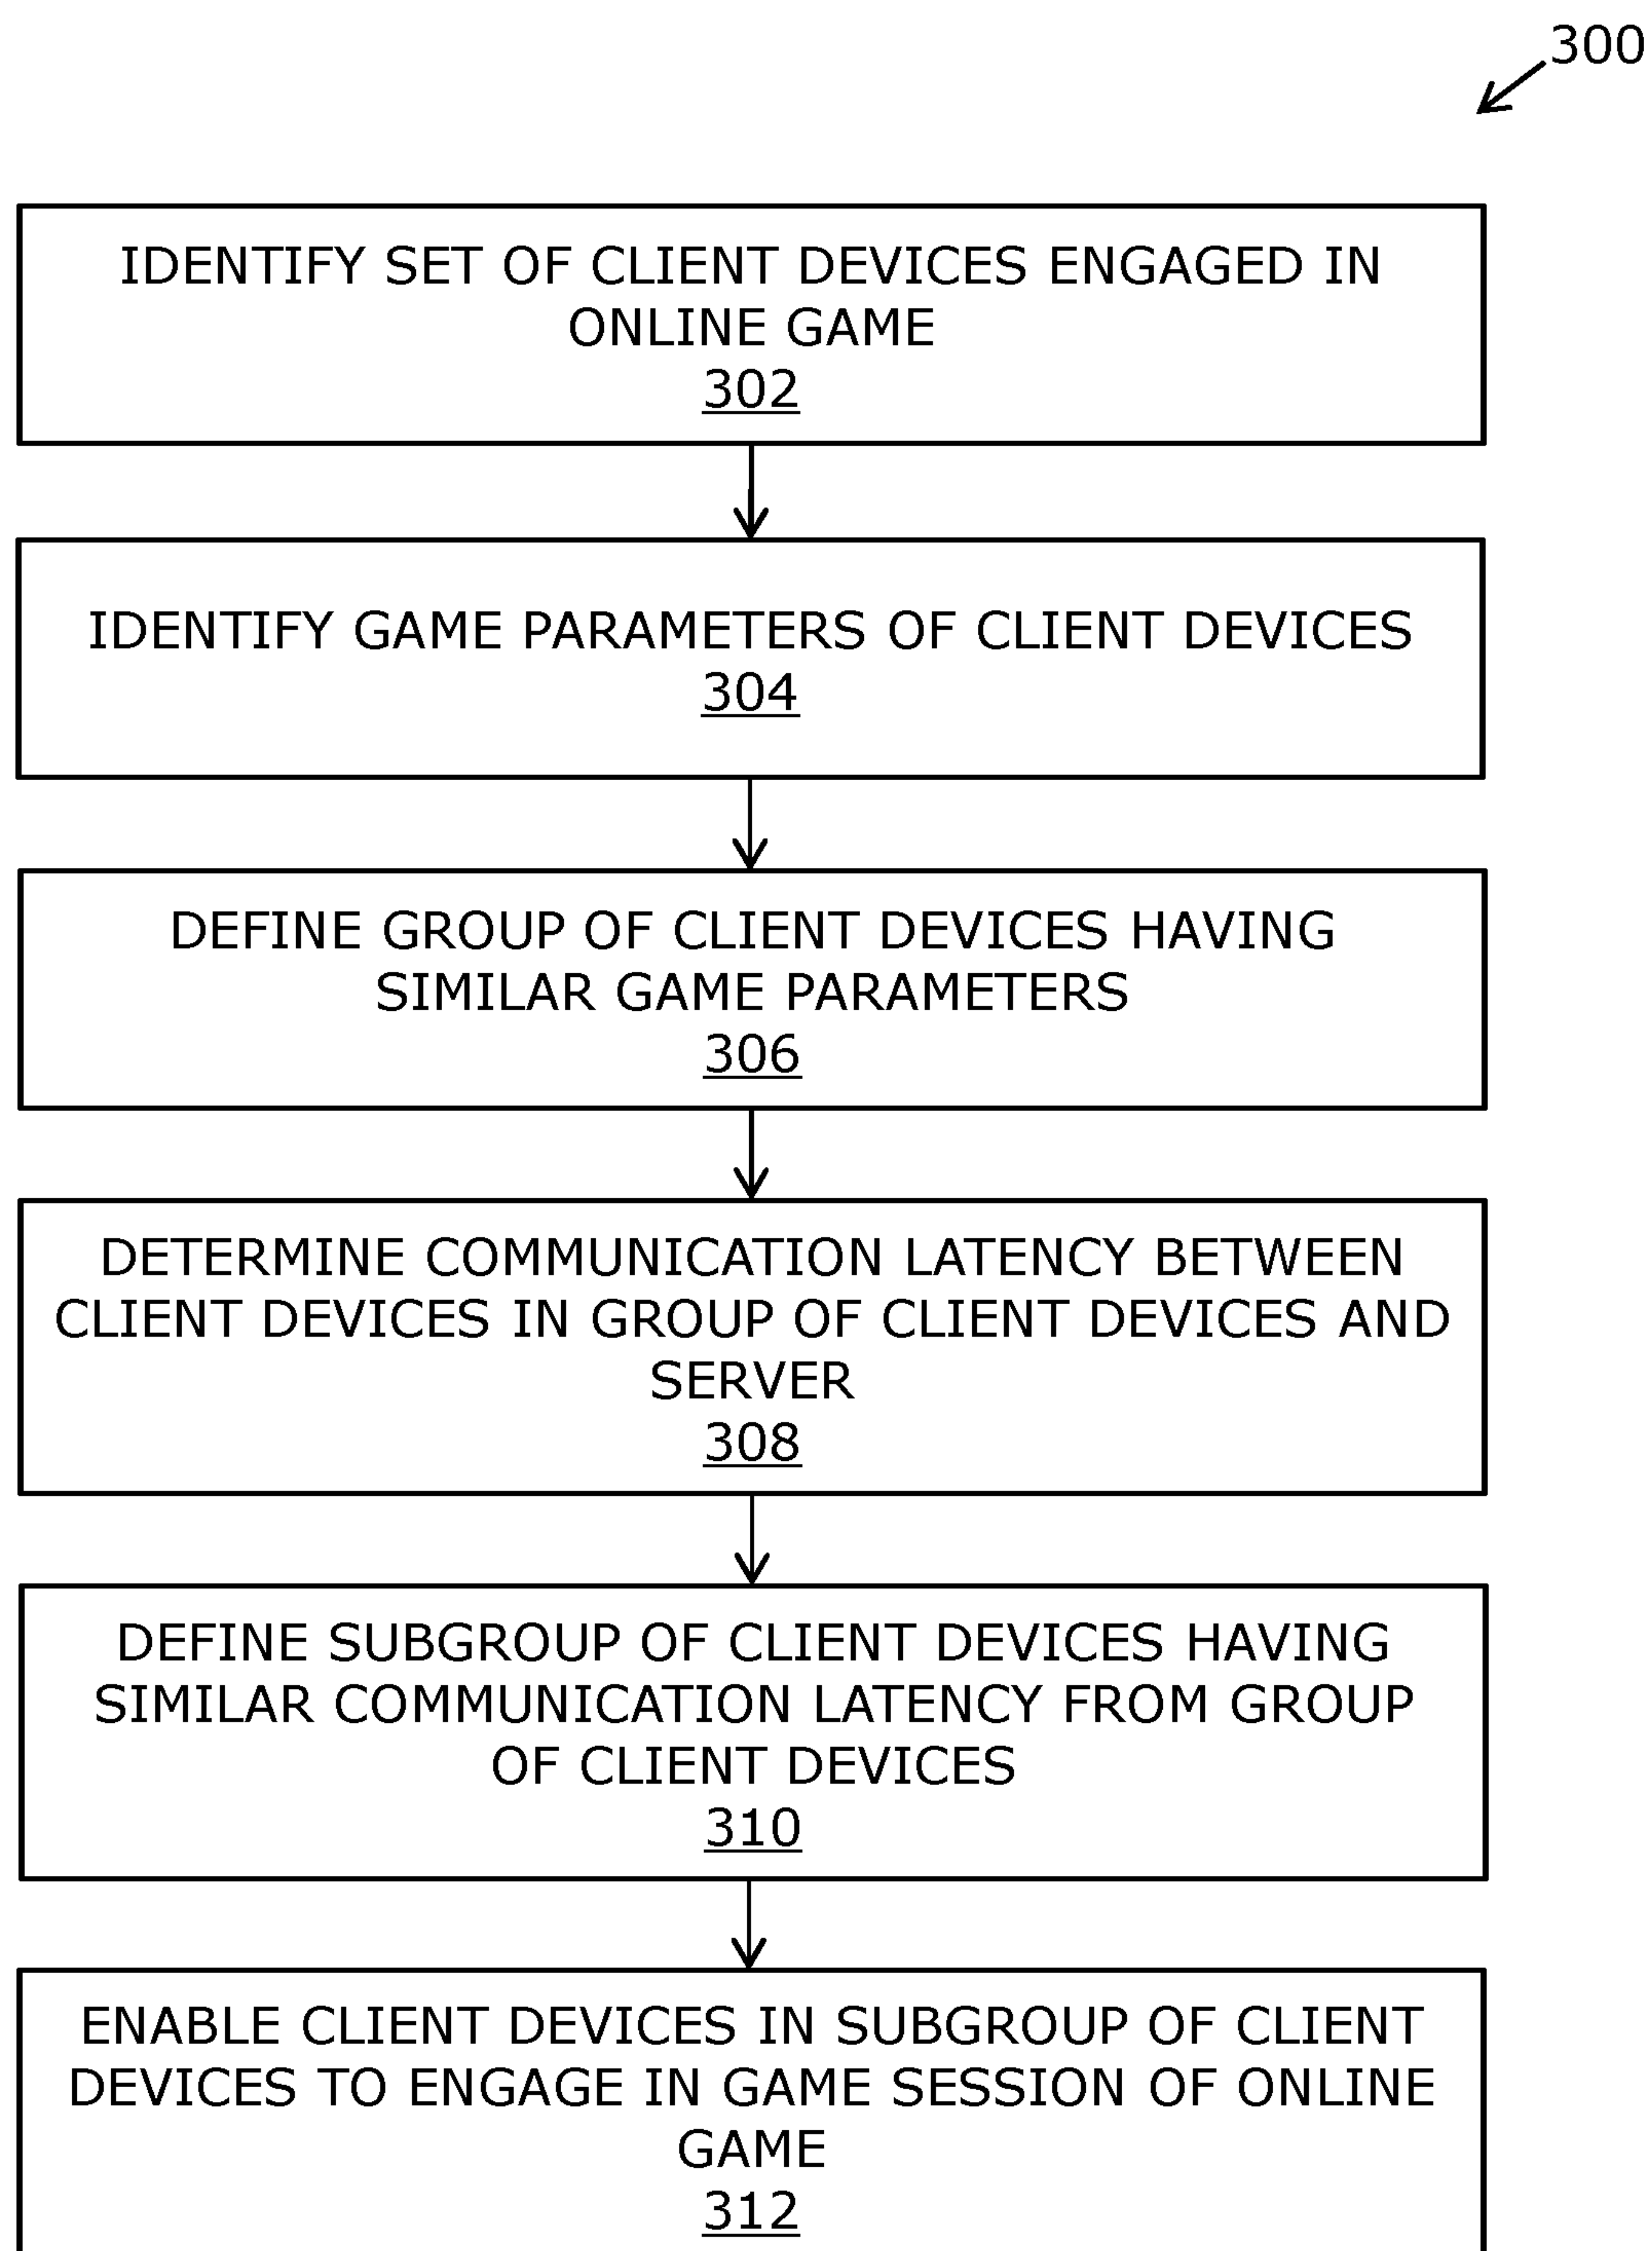 300
IDENTIFY SET OF CLIENT DEVICES ENGAGED IN
ONLINE GAME
302
IDENTIFY GAME PARAMETERS OF CLIENT DEVICES
304
DEFINE GROUP OF CLIENT DEVICES HAVING
SIMILAR GAME PARAMETERS
306
DETERMINE COMMUNICATION LATENCY BETWEEN
CLIENT DEVICES IN GROUP OF CLIENT DEVICES AND
SERVER
308
DEFINE SUBGROUP OF CLIENT DEVICES HAVING
SIMILAR COMMUNICATION LATENCY FROM GROUP
OF CLIENT DEVICES
310
ENABLE CLIENT DEVICES IN SUBGROUP OF CLIENT
DEVICES TO ENGAGE IN GAME SESSION OF ONLINE
GAME
312